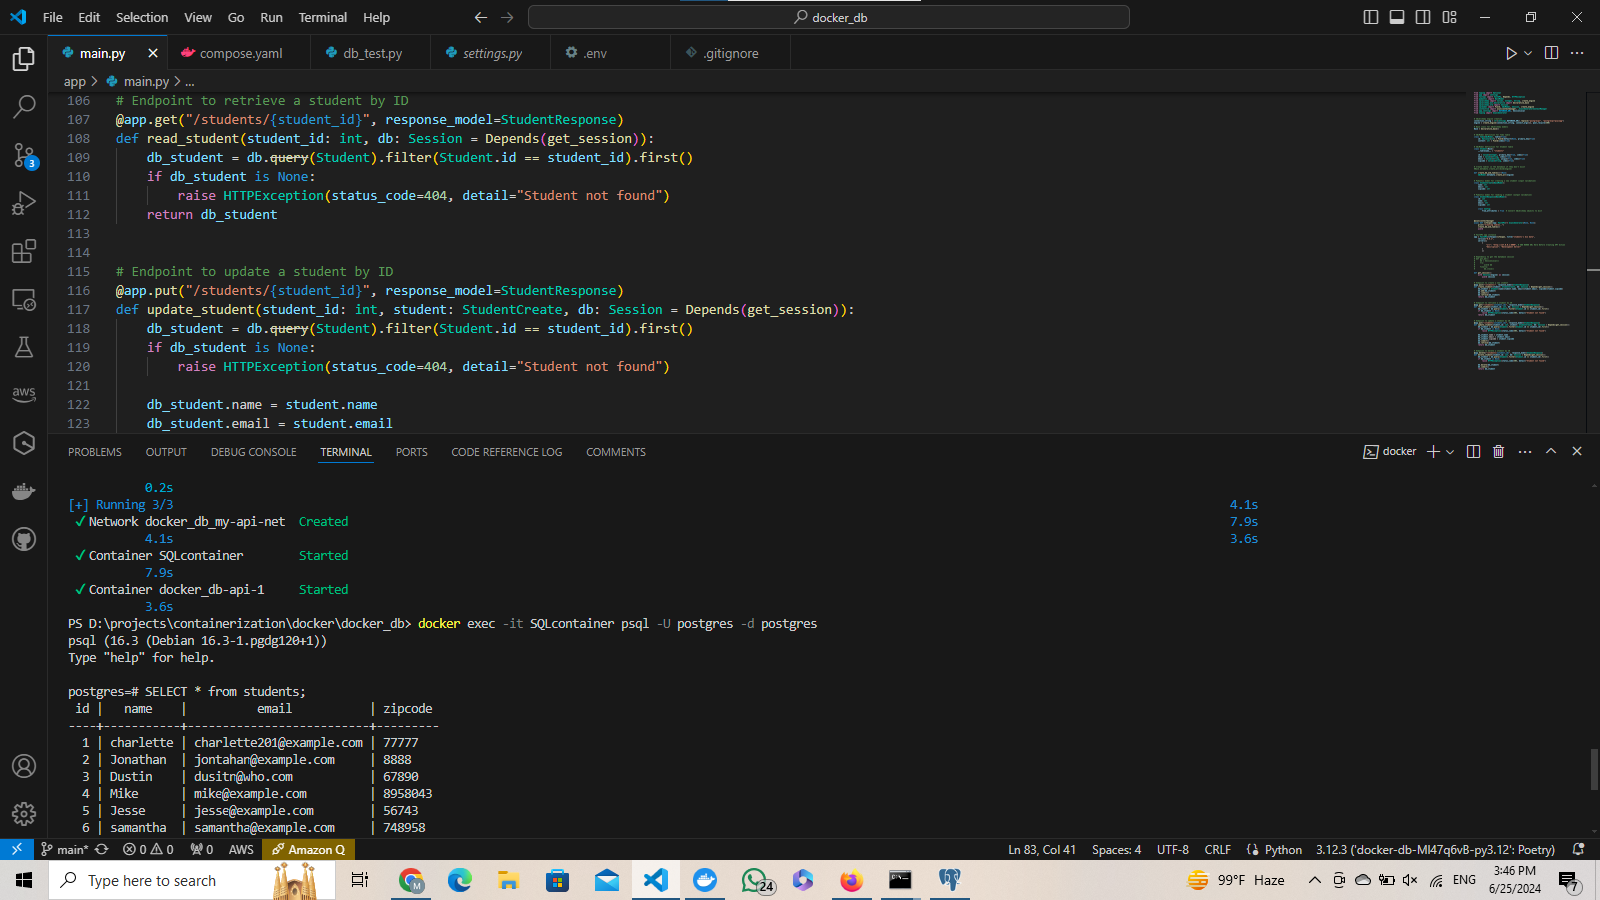 File Edit Selection View Go Run Terminal Help
docker_db
main.py
compose.yaml
db_test.py
settings.py
.env
.gitignore
app > main.py > ...
106 # Endpoint to retrieve a student by ID
107 @app.get("/students/{student_id}", response_model=StudentResponse)
108 def read_student(student_id: int, db: Session = Depends(get_session)):
109 db_student = db.query(Student).filter(Student.id == student_id).first()
110 if db_student is None:
111 raise HTTPException(status_code=404, detail="Student not found")
112 return db_student
113
114
115 # Endpoint to update a student by ID
116 @app.put("/students/{student_id}", response_model=StudentResponse)
117 def update_student(student_id: int, student: StudentCreate, db: Session = Depends(get_session)):
118 db_student = db.query(Student).filter(Student.id == student_id).first()
119 if db_student is None:
120 raise HTTPException(status_code=404, detail="Student not found")
121
122 db_student.name = student.name
123 db_student.email = student.email
3
aws
PROBLEMS OUTPUT DEBUG CONSOLE TERMINAL PORTS CODE REFERENCE LOG COMMENTS
docker
0.2s
[+] Running 3/3 4.1s
✓ Network docker_db_my-api-net Created 7.9s
4.1s 3.6s
✓ Container SQLcontainer Started
7.9s
✓ Container docker_db-api-1 Started
3.6s
PS D:\projects\containerization\docker\docker_db> docker exec -it SQLcontainer psql -U postgres -d postgres
psql (16.3 (Debian 16.3-1.pgdg120+1))
Type "help" for help.
postgres=# SELECT * from students;
id | name | email | zipcode
----+-----------+--------------------------+---------
1 | charlette | charlette201@example.com | 77777
2 | Jonathan | jontahan@example.com | 8888
3 | Dustin | dusitn@who.com | 67890
4 | Mike | mike@example.com | 8958043
5 | Jesse | jesse@example.com | 56743
6 | samantha | samantha@example.com | 748958
main* 0 0 0 AWS Amazon Q Ln 83, Col 41 Spaces: 4 UTF-8 CRLF Python 3.12.3 ('docker-db-MI47q6vB-py3.12': Poetry)
Type here to search
M
24
99°F Haze
ENG
3:46 PM
6/25/2024
7